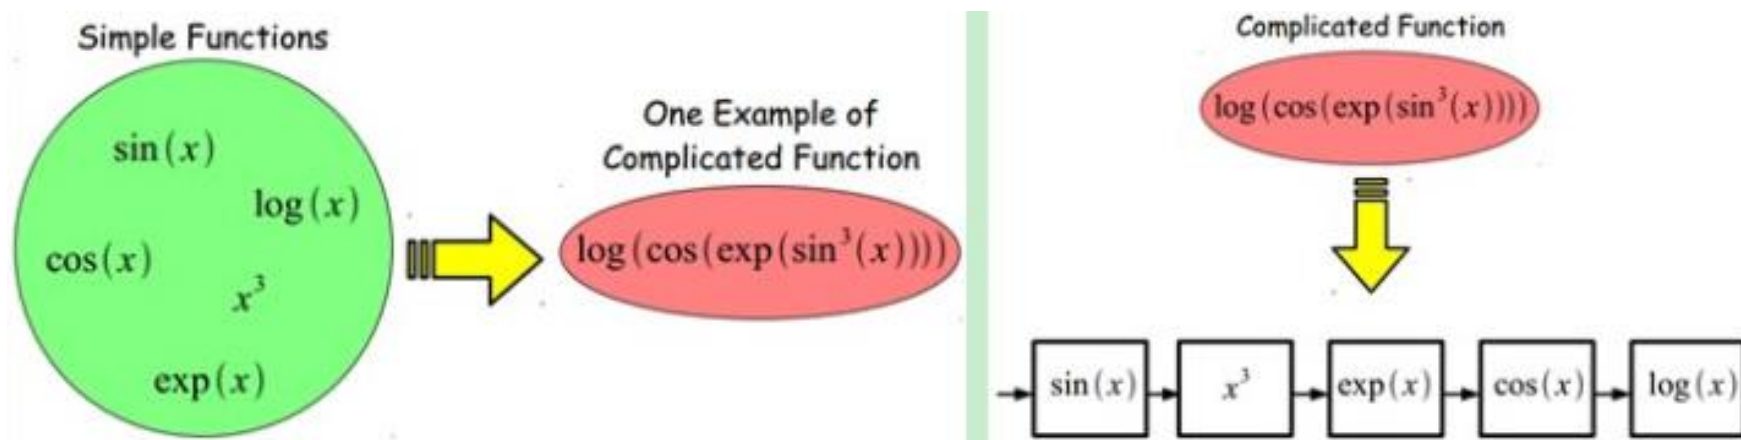 Simple Functions
sin(x)
log(x)
cos(x)
x³
exp(x)
One Example of
Complicated Function
log(cos(exp(sin³(x))))
Complicated Function
log(cos(exp(sin³(x))))
sin(x) x³ exp(x) cos(x) log(x)